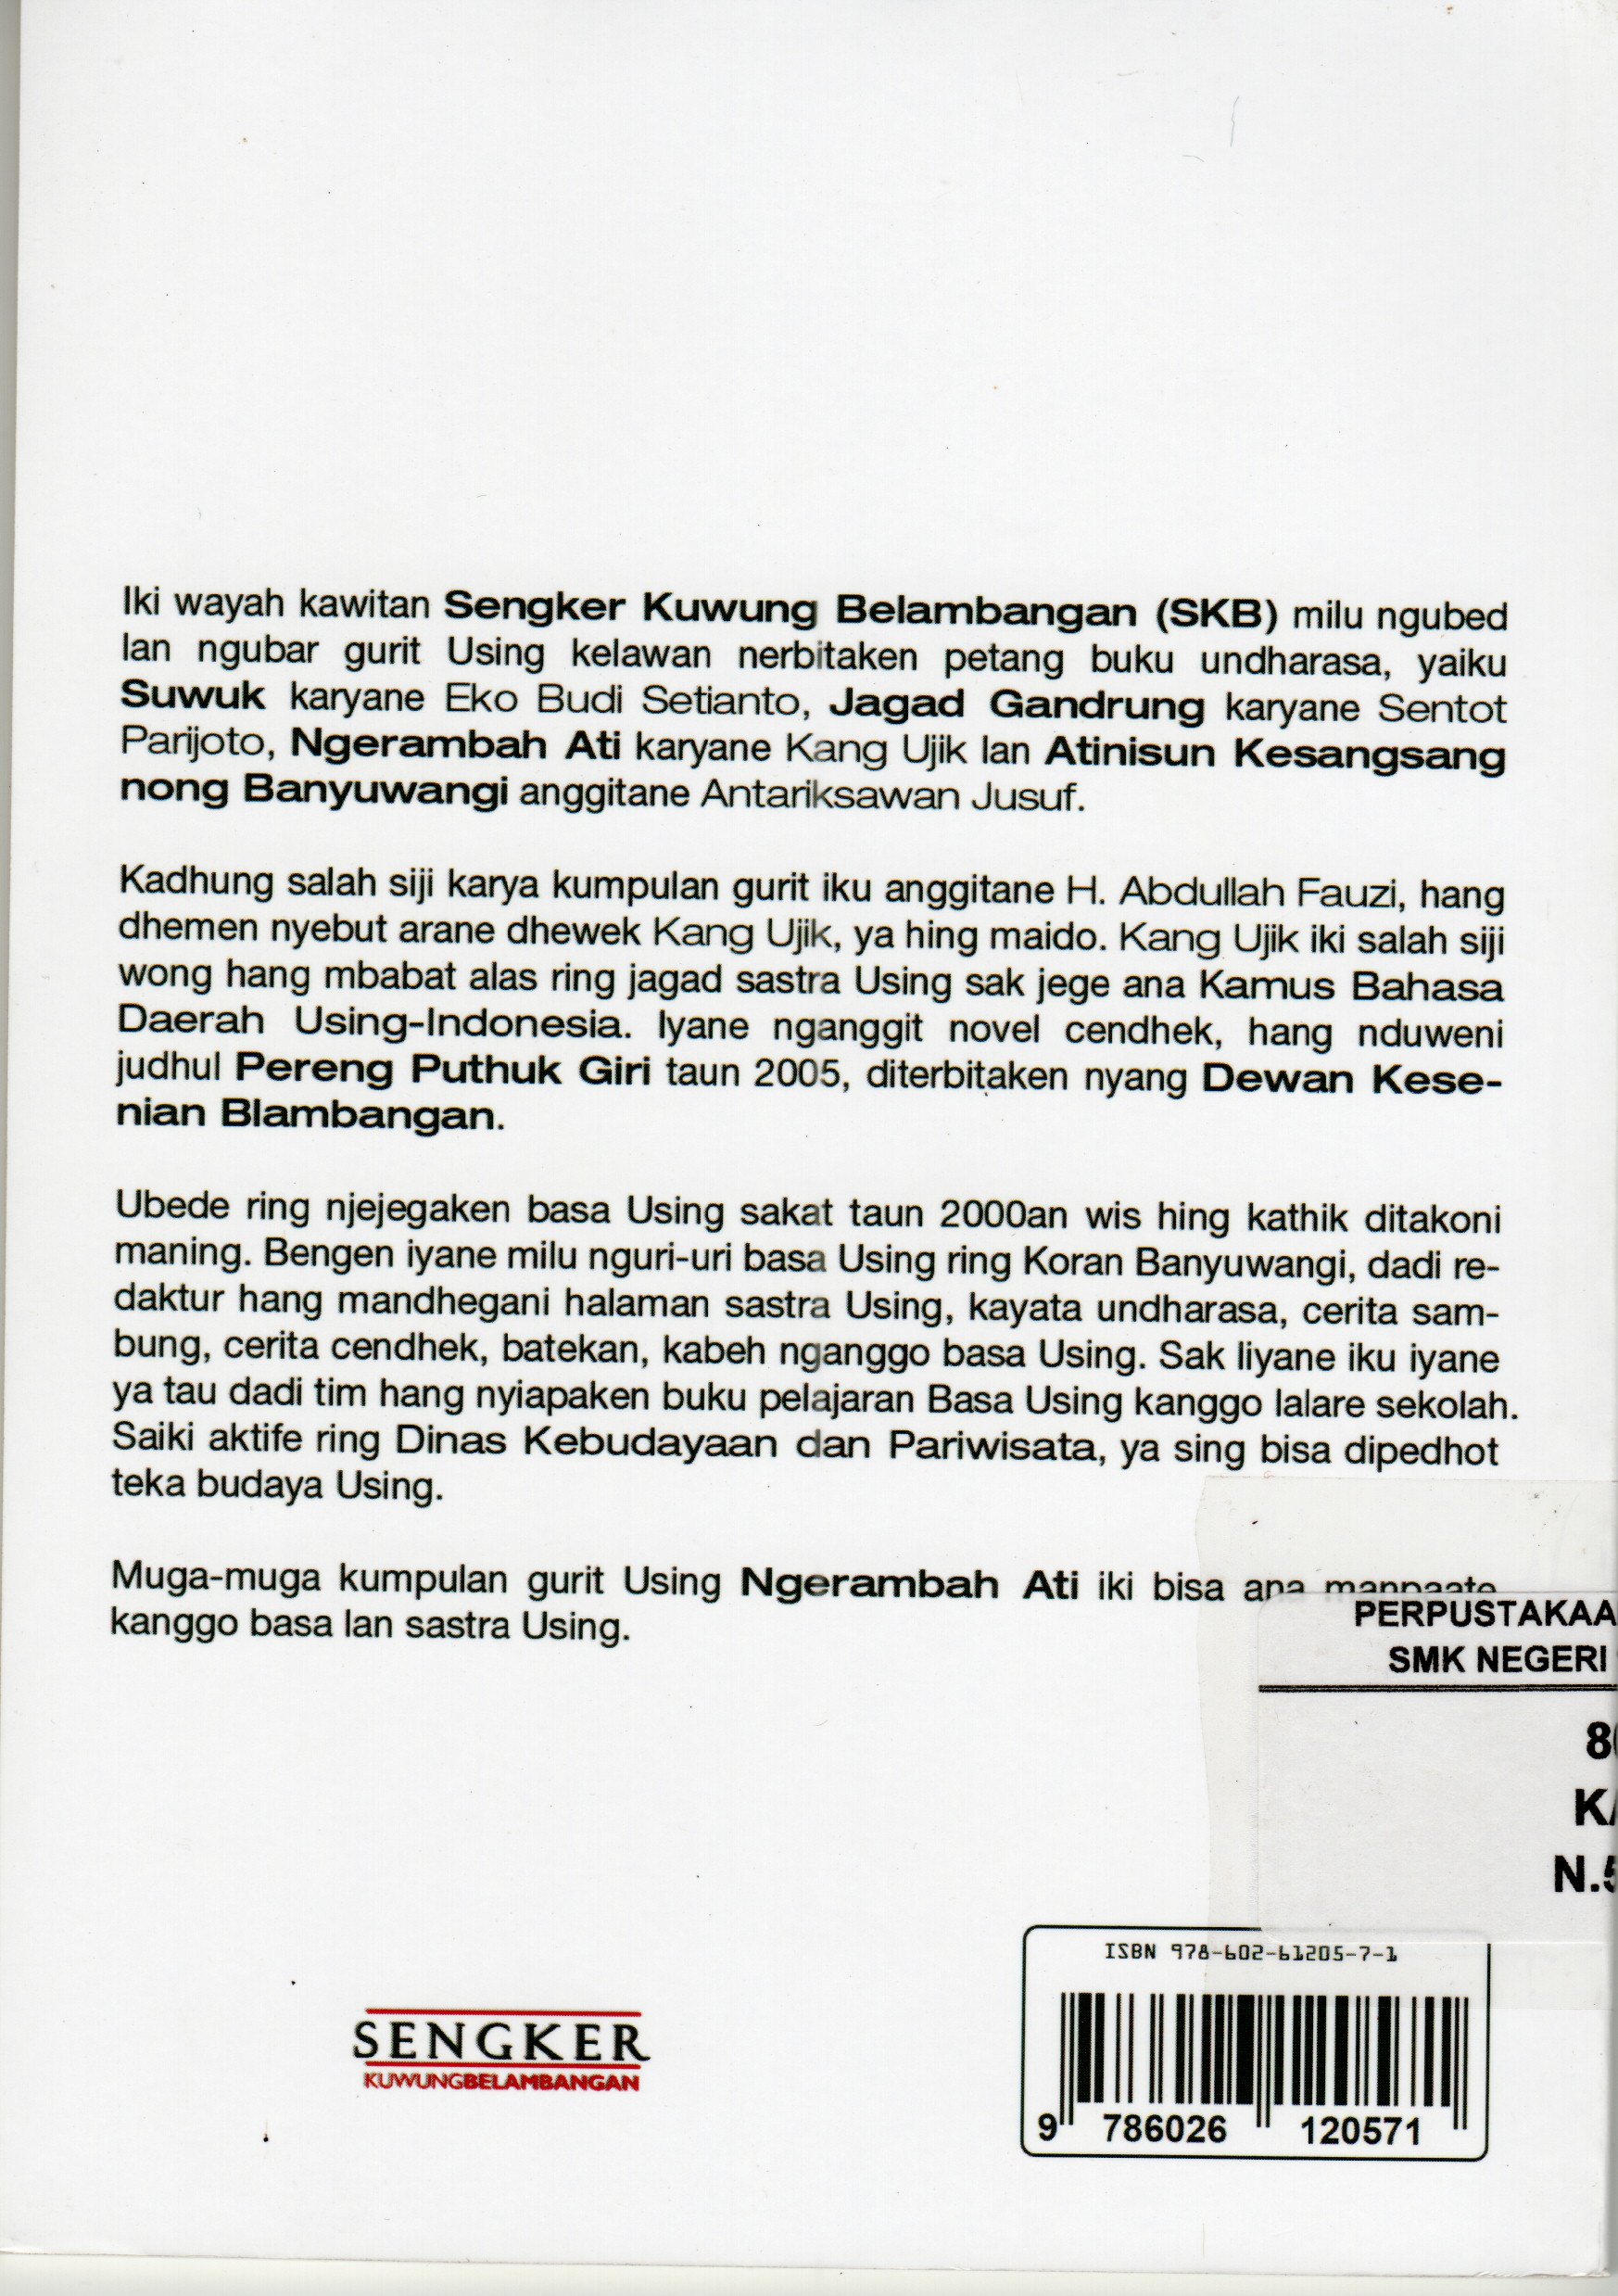 Iki wayah kawitan Sengker Kuwung Belambangan (SKB) milu ngubed
lan ngubar gurit Using kelawan nerbitaken petang buku undharasa, yaiku
Suwuk karyane Eko Budi Setianto, Jagad Gandrung karyane Sentot
Parijoto, Ngerambah Ati karyane Kang Ujik lan Atinisun Kesangsang
nong Banyuwangi anggitane Antariksawan Jusuf.
Kadhung salah siji karya kumpulan gurit iku anggitane H. Abdullah Fauzi, hang
dhemen nyebut arane dhewek Kang Ujik, ya hing maido. Kang Ujik iki salah siji
wong hang mbabat alas ring jagad sastra Using sak jege ana Kamus Bahasa
Daerah Using-Indonesia. Iyane nganggit novel cendhek, hang nduweni
judhul Pereng Puthuk Giri taun 2005, diterbitaken nyang Dewan Kese-
nian Blambangan.
Ubede ring njejegaken basa Using sakat taun 2000an wis hing kathik ditakoni
maning. Bengen iyane milu nguri-uri basa Using ring Koran Banyuwangi, dadi re-
daktur hang mandhegani halaman sastra Using, kayata undharasa, cerita sam-
bung, cerita cendhek, batekan, kabeh nganggo basa Using. Sak liyane iku iyane
ya tau dadi tim hang nyiapaken buku pelajaran Basa Using kanggo lalare sekolah.
Saiki aktife ring Dinas Kebudayaan dan Pariwisata, ya sing bisa dipedhot
teka budaya Using.
Muga-muga kumpulan gurit Using Ngerambah Ati iki bisa ana manpaate
kanggo basa lan sastra Using.
PERPUSTAKAA
SMK NEGERI
8
K
N.
ISBN 978-602-61205-7-1
9 786026 120571
SENGKER
KUWUNGBELAMBANGAN